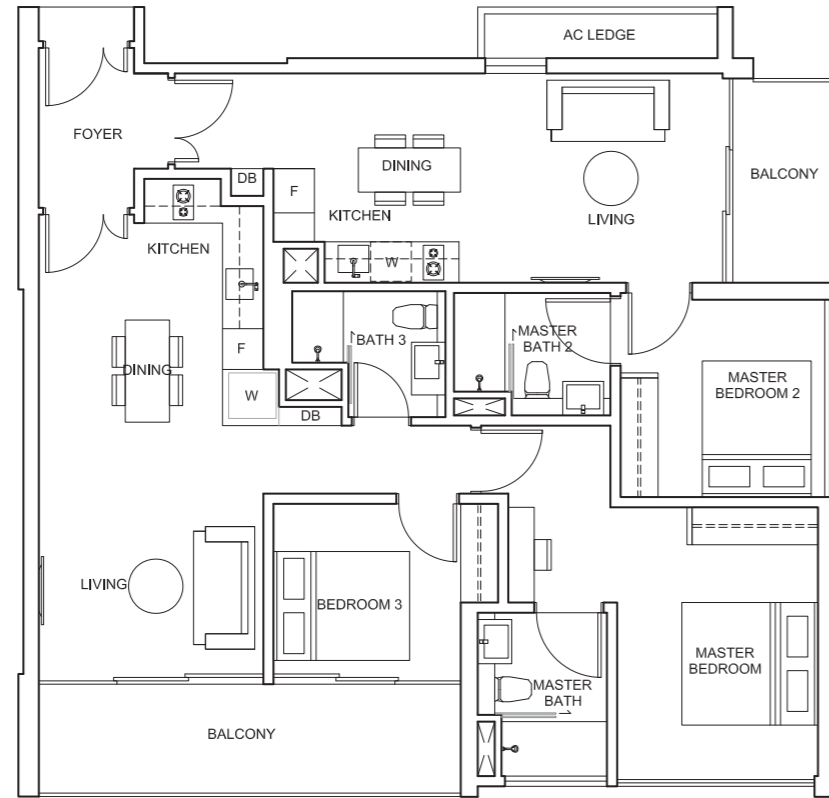 AC LEDGE
FOYER
DINING
BALCONY
DB
F
KITCHEN
LIVING
KITCHEN
W
BATH 3
MASTER
BATH 2
F
DINING
MASTER
BEDROOM 2
W
DB
LIVING
BEDROOM 3
MASTER
BEDROOM
MASTER
BATH
BALCONY